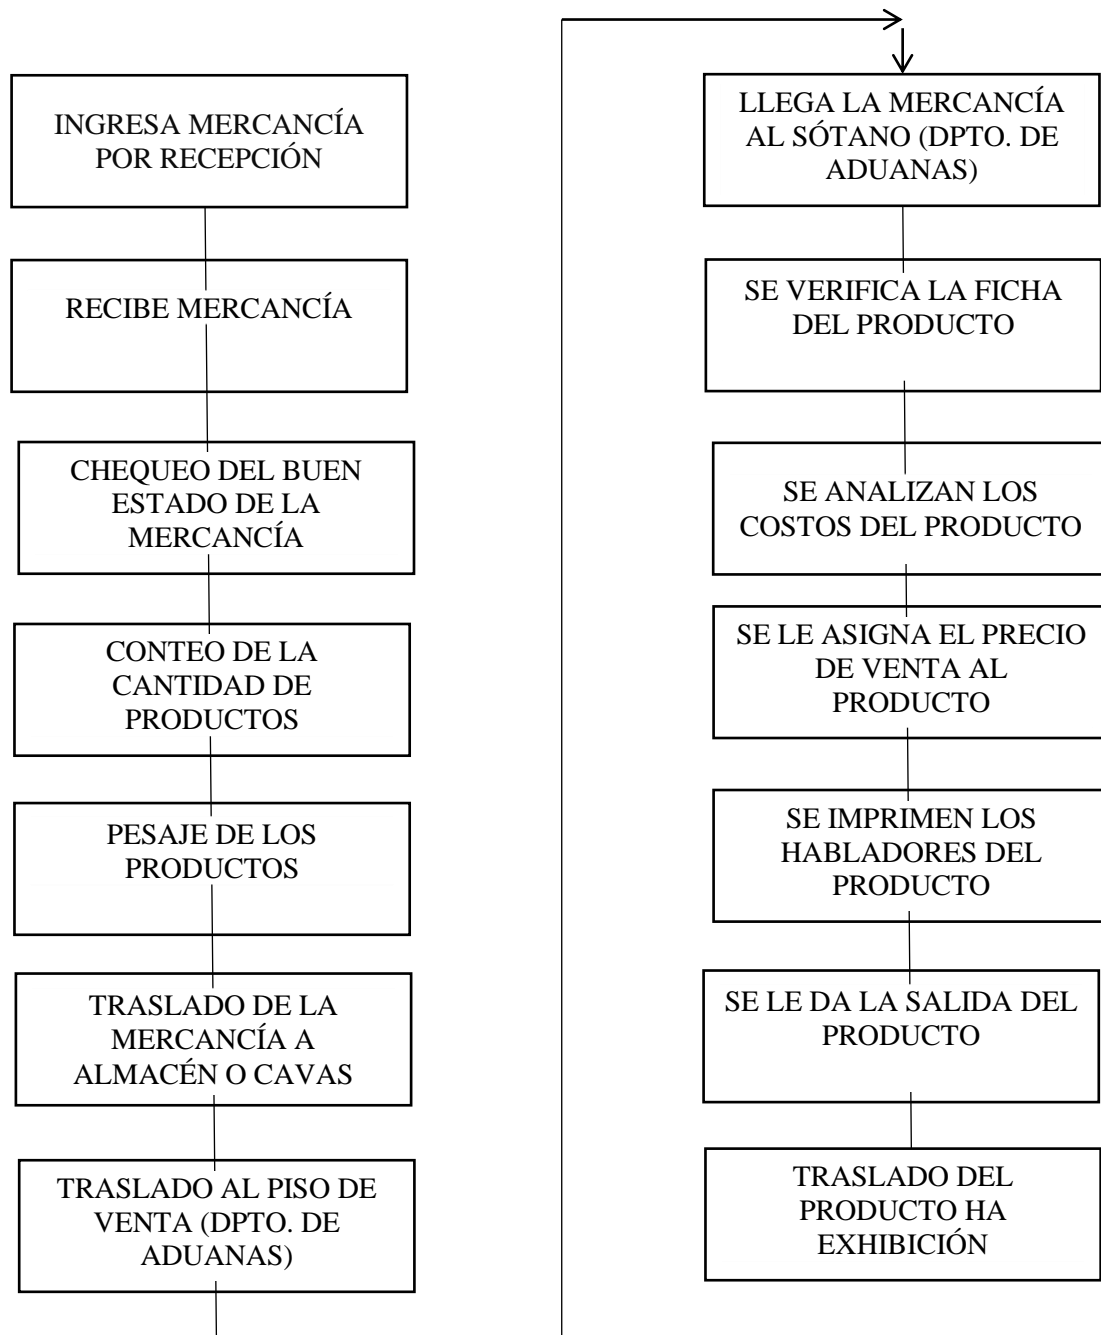 INGRESA MERCANCÍA
POR RECEPCIÓN
RECIBE MERCANCÍA
CHEQUEO DEL BUEN
ESTADO DE LA
MERCANCÍA
CONTEO DE LA
CANTIDAD DE
PRODUCTOS
PESAJE DE LOS
PRODUCTOS
TRASLADO DE LA
MERCANCÍA A
ALMACÉN O CAVAS
TRASLADO AL PISO DE
VENTA (DPTO. DE
ADUANAS)
LLEGA LA MERCANCÍA
AL SÓTANO (DPTO. DE
ADUANAS)
SE VERIFICA LA FICHA
DEL PRODUCTO
SE ANALIZAN LOS
COSTOS DEL PRODUCTO
SE LE ASIGNA EL PRECIO
DE VENTA AL
PRODUCTO
SE IMPRIMEN LOS
HABLADORES DEL
PRODUCTO
SE LE DA LA SALIDA DEL
PRODUCTO
TRASLADO DEL
PRODUCTO HA
EXHIBICIÓN